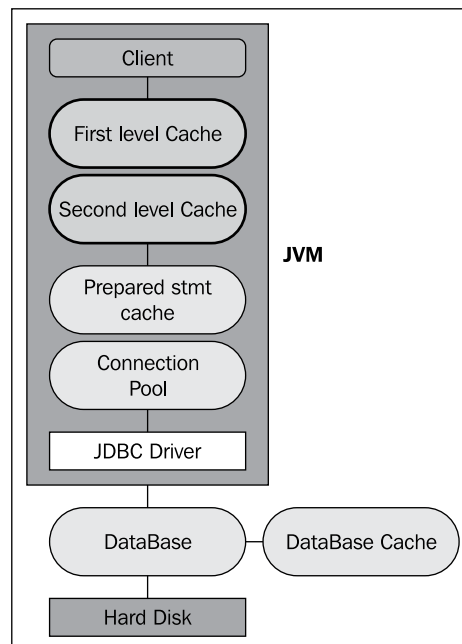 Client
First level Cache
Second level Cache
JVM
Prepared stmt
cache
Connection
Pool
JDBC Driver
DataBase
DataBase Cache
Hard Disk